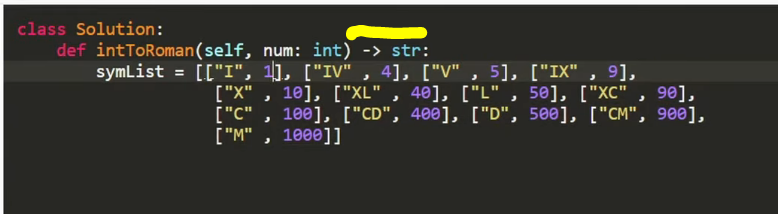 class Solution:
    def intToRoman(self, num: int) -> str:
        symList = [["I", 1], ["IV" , 4], ["V" , 5], ["IX" , 9],
                   ["X" , 10], ["XL" , 40], ["L" , 50], ["XC" , 90],
                   ["C" , 100], ["CD", 400], ["D", 500], ["CM", 900],
                   ["M" , 1000]]